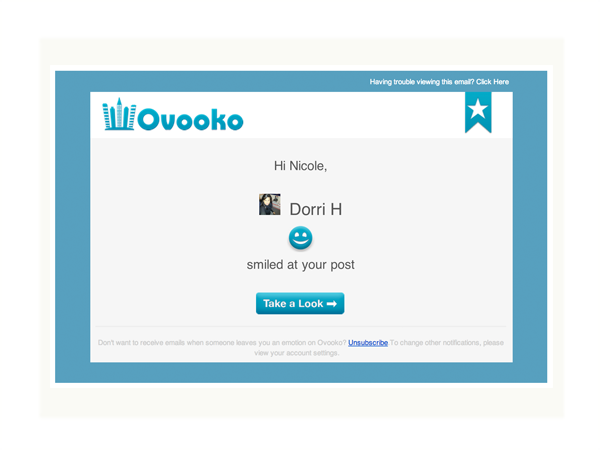 Having trouble viewing this email? Click Here
Ovooko
Hi Nicole,
Dorri H
smiled at your post
Take a Look ➡
Don't want to receive emails when someone leaves you an emotion on Ovooko? Unsubscribe To change other notifications, please
view your account settings.